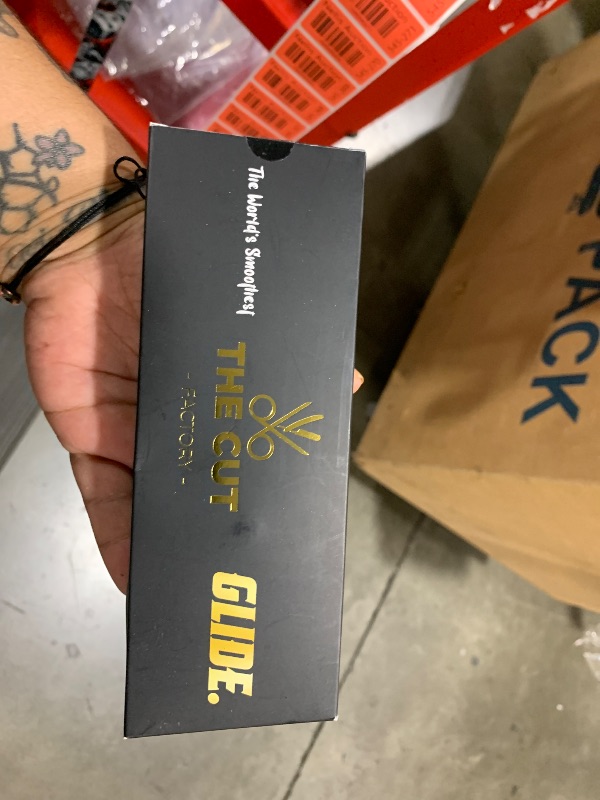 The World's Smoothest
THE CUT
- FACTORY -
GLIDE.
PACK